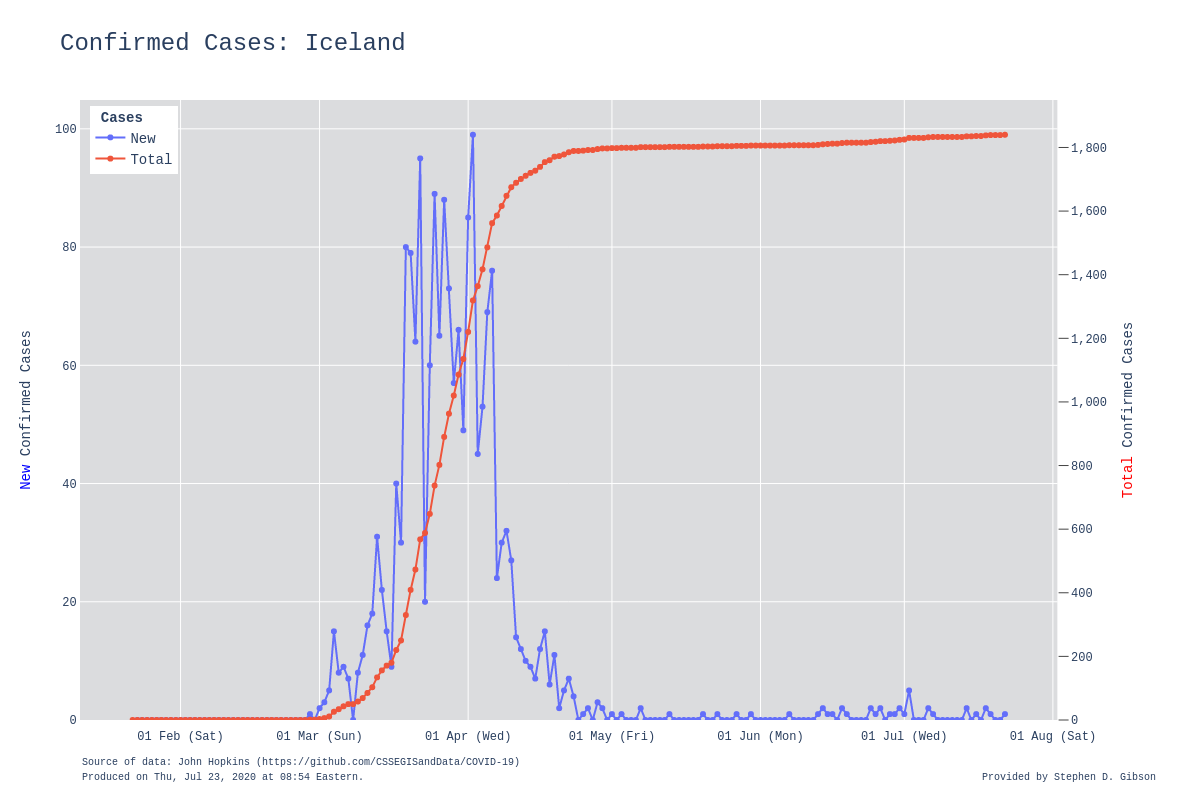 Confirmed Cases: Iceland
Cases
New
Total
100
80
60
40
20
0
1,800
1,600
1,400
1,200
1,000
800
600
400
200
0
New Confirmed Cases
Total Confirmed Cases
01 Feb (Sat)
01 Mar (Sun)
01 Apr (Wed)
01 May (Fri)
01 Jun (Mon)
01 Jul (Wed)
01 Aug (Sat)
Source of data: John Hopkins (https://github.com/CSSEGISandData/COVID-19)
Produced on Thu, Jul 23, 2020 at 08:54 Eastern.
Provided by Stephen D. Gibson